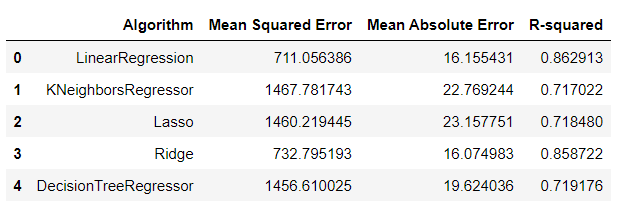 Algorithm Mean Squared Error Mean Absolute Error R-squared
0 LinearRegression 711.056386 16.155431 0.862913
1 KNeighborsRegressor 1467.781743 22.769244 0.717022
2 Lasso 1460.219445 23.157751 0.718480
3 Ridge 732.795193 16.074983 0.858722
4 DecisionTreeRegressor 1456.610025 19.624036 0.719176